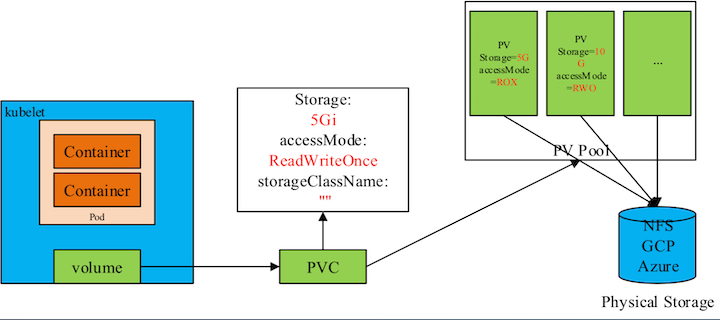 kubelet
Container
Container
Pod
volume
Storage:
5Gi
accessMode:
ReadWriteOnce
storageClassName:
""
PVC
PV
Storage=5G
accessMode
=ROX
PV
Storage=10
G
accessMode
=RWO
...
PV Pool
NFS
GCP
Azure
Physical Storage